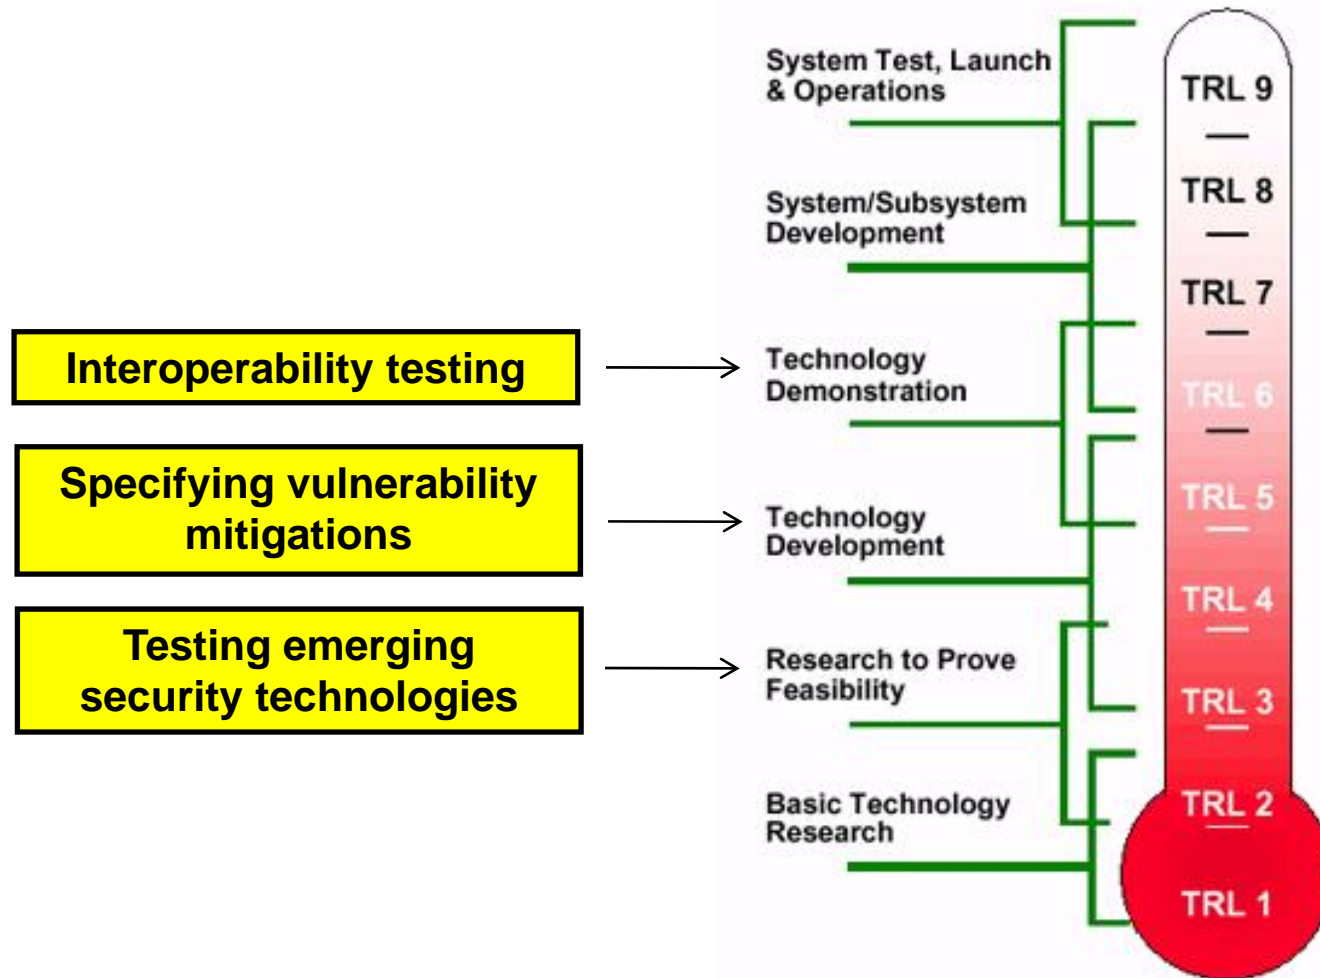 Interoperability testing
Specifying vulnerability
mitigations
Testing emerging
security technologies
System Test, Launch
& Operations
System/Subsystem
Development
Technology
Demonstration
Technology
Development
Research to Prove
Feasibility
Basic Technology
Research
TRL 9
TRL 8
TRL 7
TRL 6
TRL 5
TRL 4
TRL 3
TRL 2
TRL 1